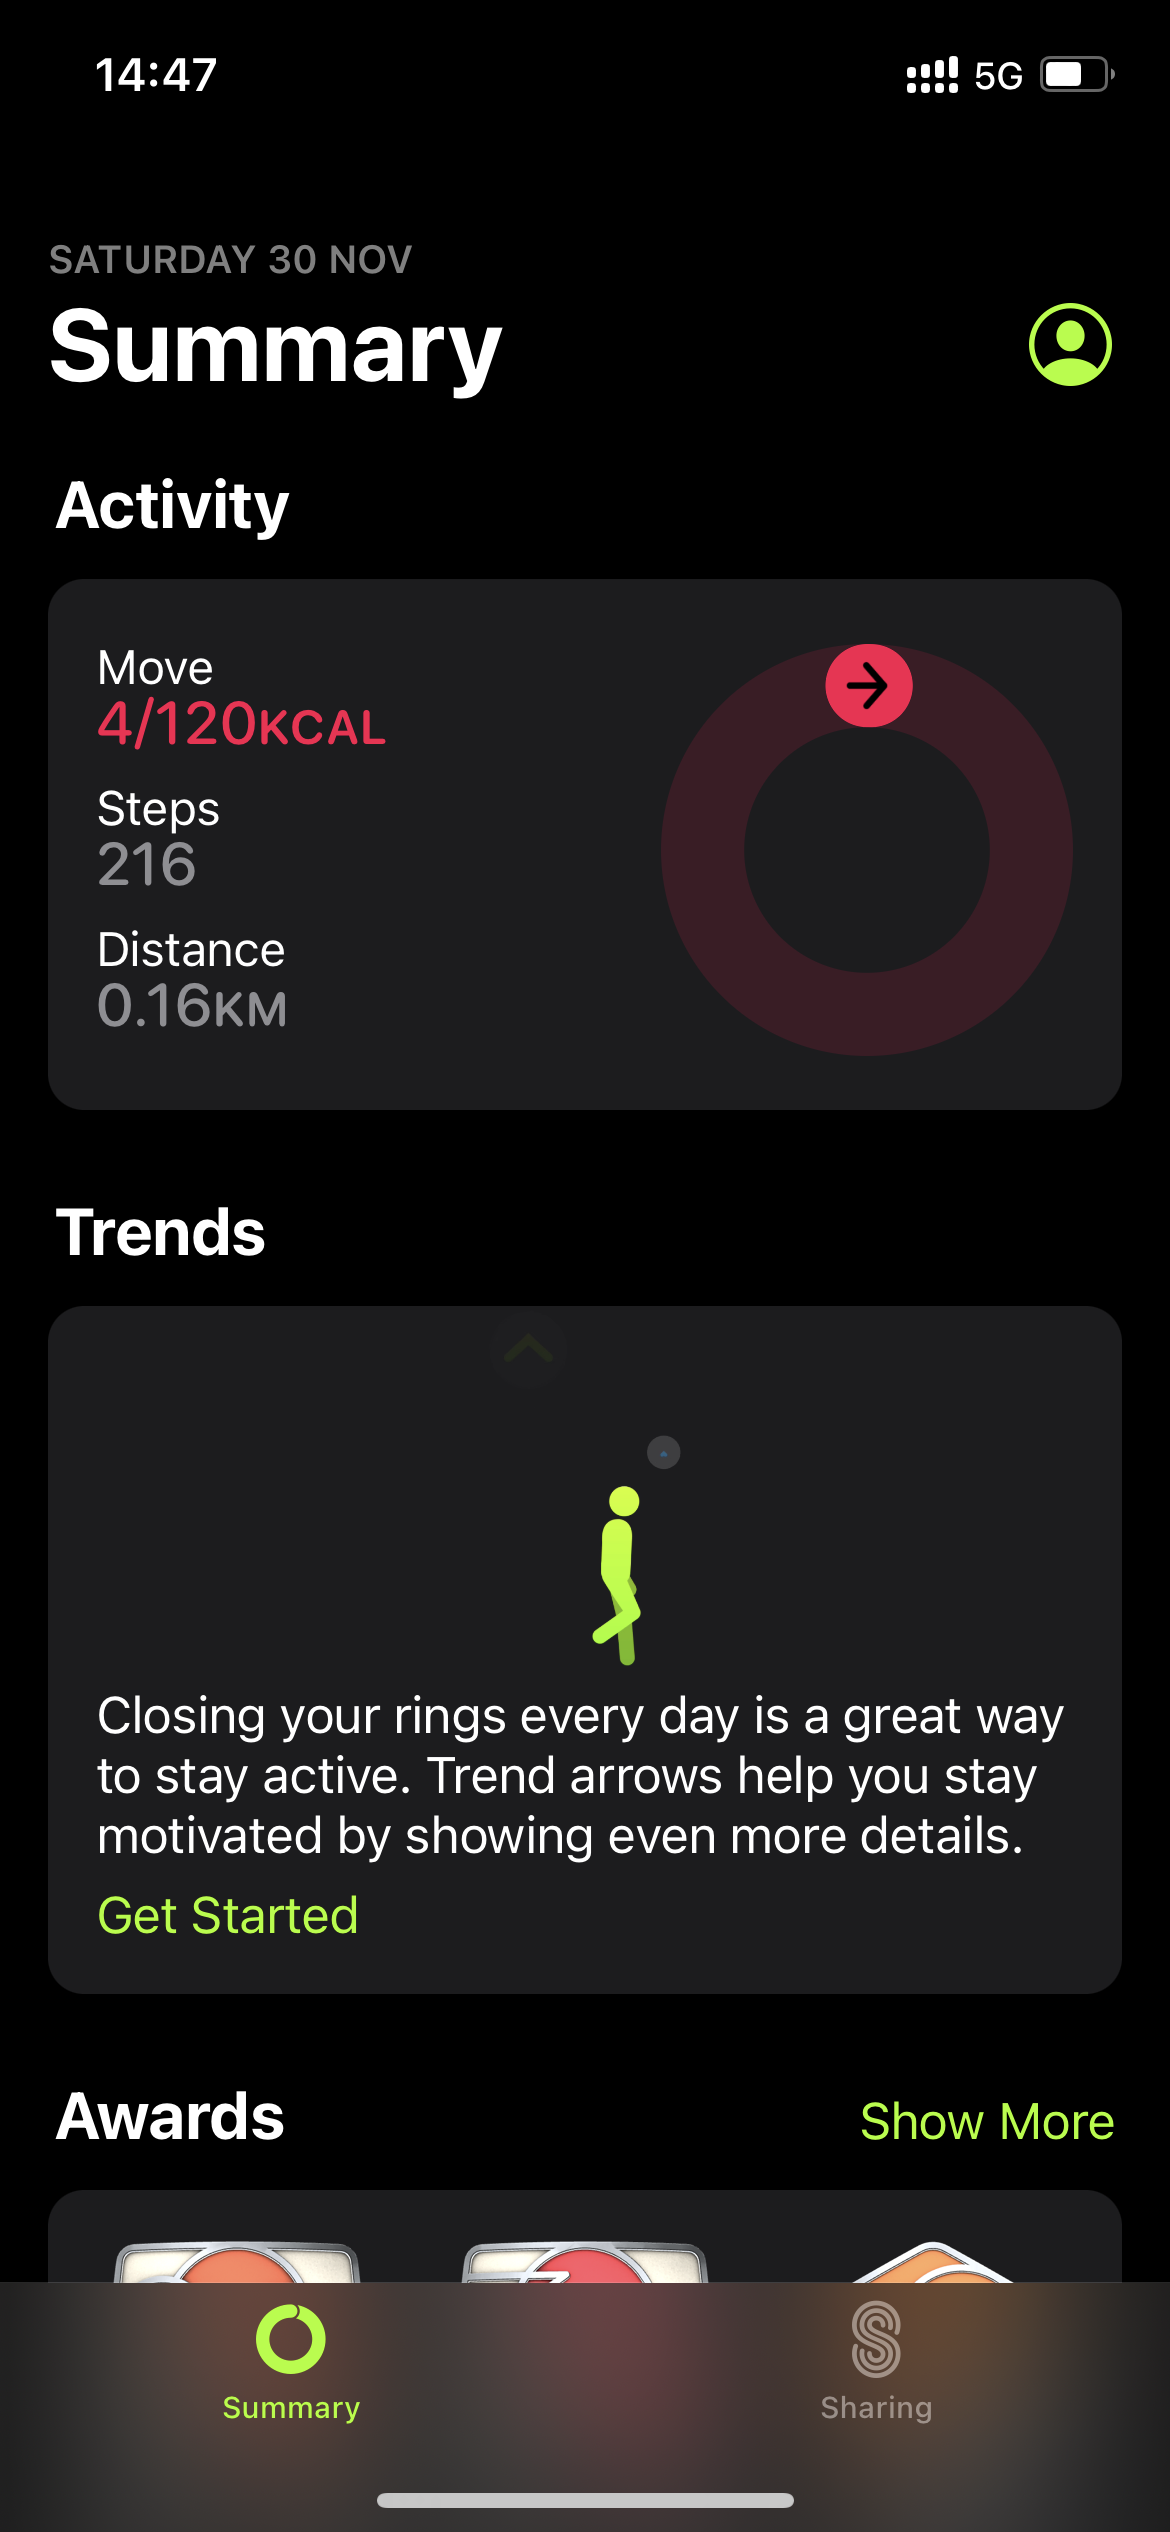 14:47
5G
SATURDAY 30 NOV
Summary
Activity
Move
4/120KCAL
Steps
216
Distance
0.16KM
Trends
Closing your rings every day is a great way
to stay active. Trend arrows help you stay
motivated by showing even more details.
Get Started
Awards
Show More
Summary
Sharing